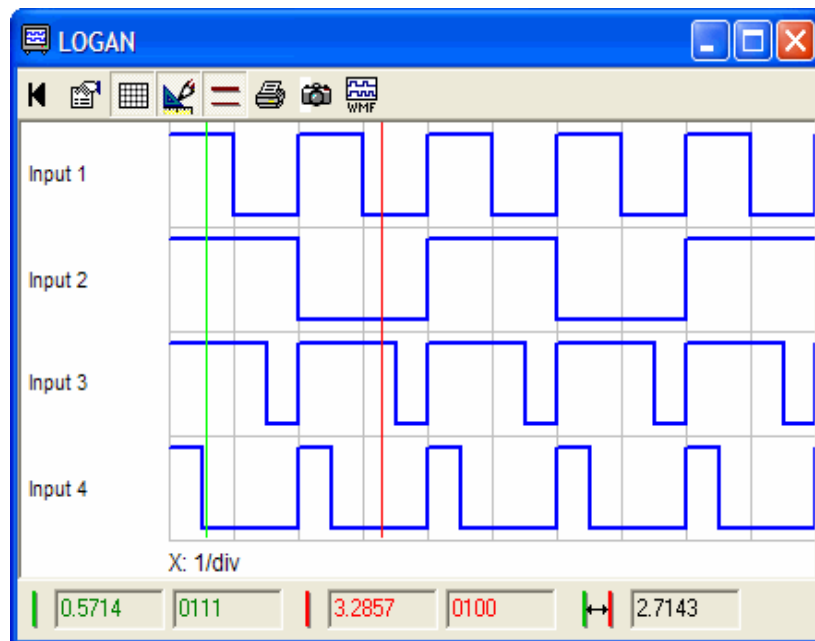 LOGAN
WMF
Input 1
Input 2
Input 3
Input 4
X: 1/div
0.5714 0111 3.2857 0100 2.7143